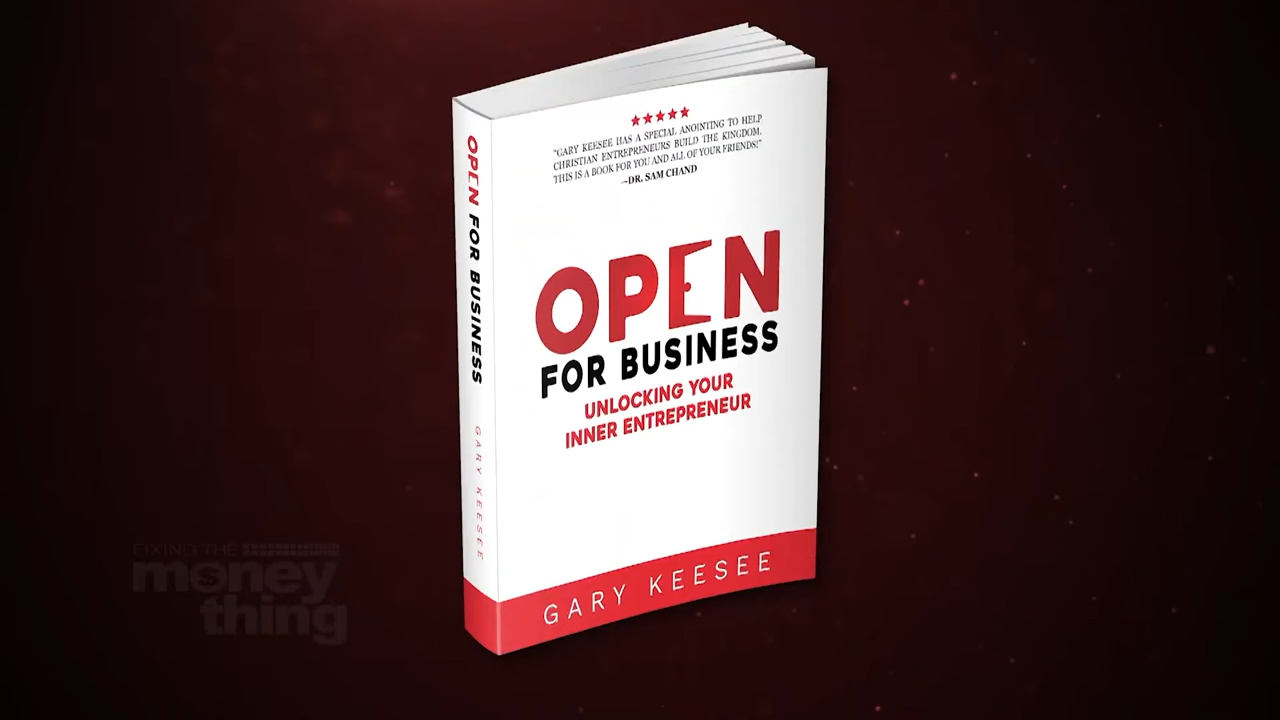 ★★★★★
"GARY KEESEE HAS A SPECIAL ANOINTING TO HELP
CHRISTIAN ENTREPRENEURS BUILD THE KINGDOM.
THIS IS A BOOK FOR YOU AND ALL OF YOUR FRIENDS!"
—DR. SAM CHAND
OPEN
FOR BUSINESS
UNLOCKING YOUR
INNER ENTREPRENEUR
GARY KEESEE
OPEN FOR BUSINESS
GARY KEESEE
FIXING THE
money
thing